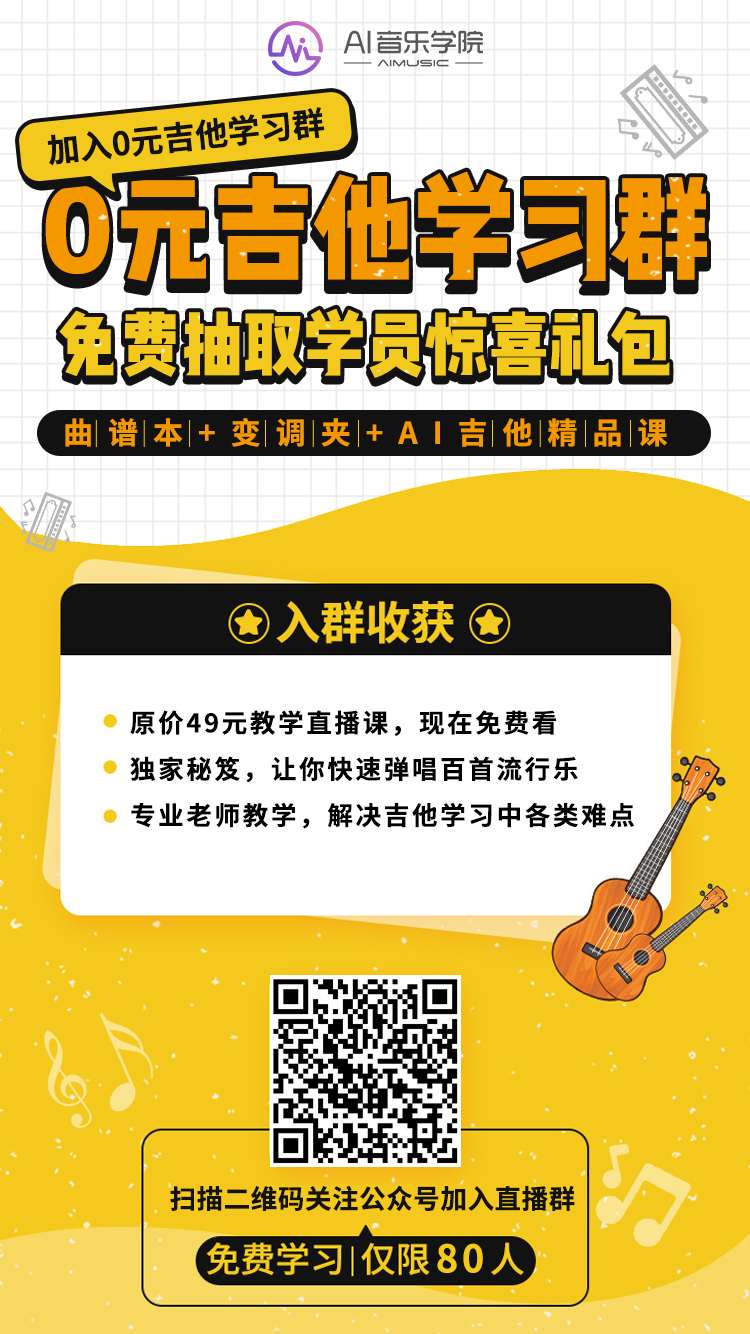 AI音乐学院
AIMUSIC
加入0元吉他学习群
0元吉他学习群
免费抽取学员惊喜礼包
曲谱本+变调夹+AI吉他精品课
入群收获
原价49元教学直播课，现在免费看
独家秘笈，让你快速弹唱百首流行乐
专业老师教学，解决吉他学习中各类难点
扫描二维码关注公众号加入直播群
免费学习|仅限80人